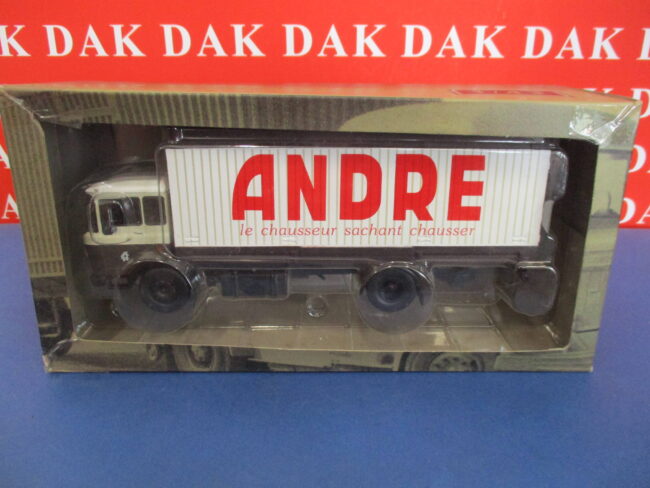 DAK DAK DAK DAK DAK DAK
ANDRE
le chausseur sachant chausser